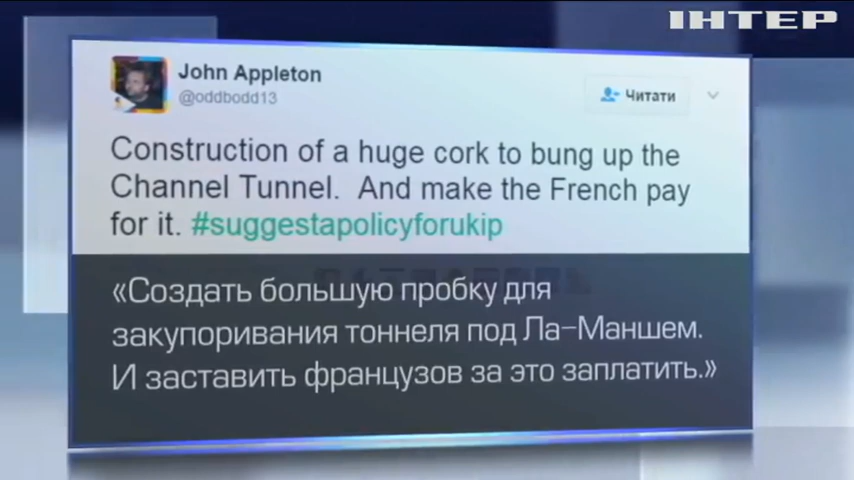 ІНТЕР
John Appleton
@oddbodd13
Читати
Construction of a huge cork to bung up the
Channel Tunnel. And make the French pay
for it. #suggestapolicyforukip
«Создать большую пробку для
закупоривания тоннеля под Ла-Маншем.
И заставить французов за это заплатить.»